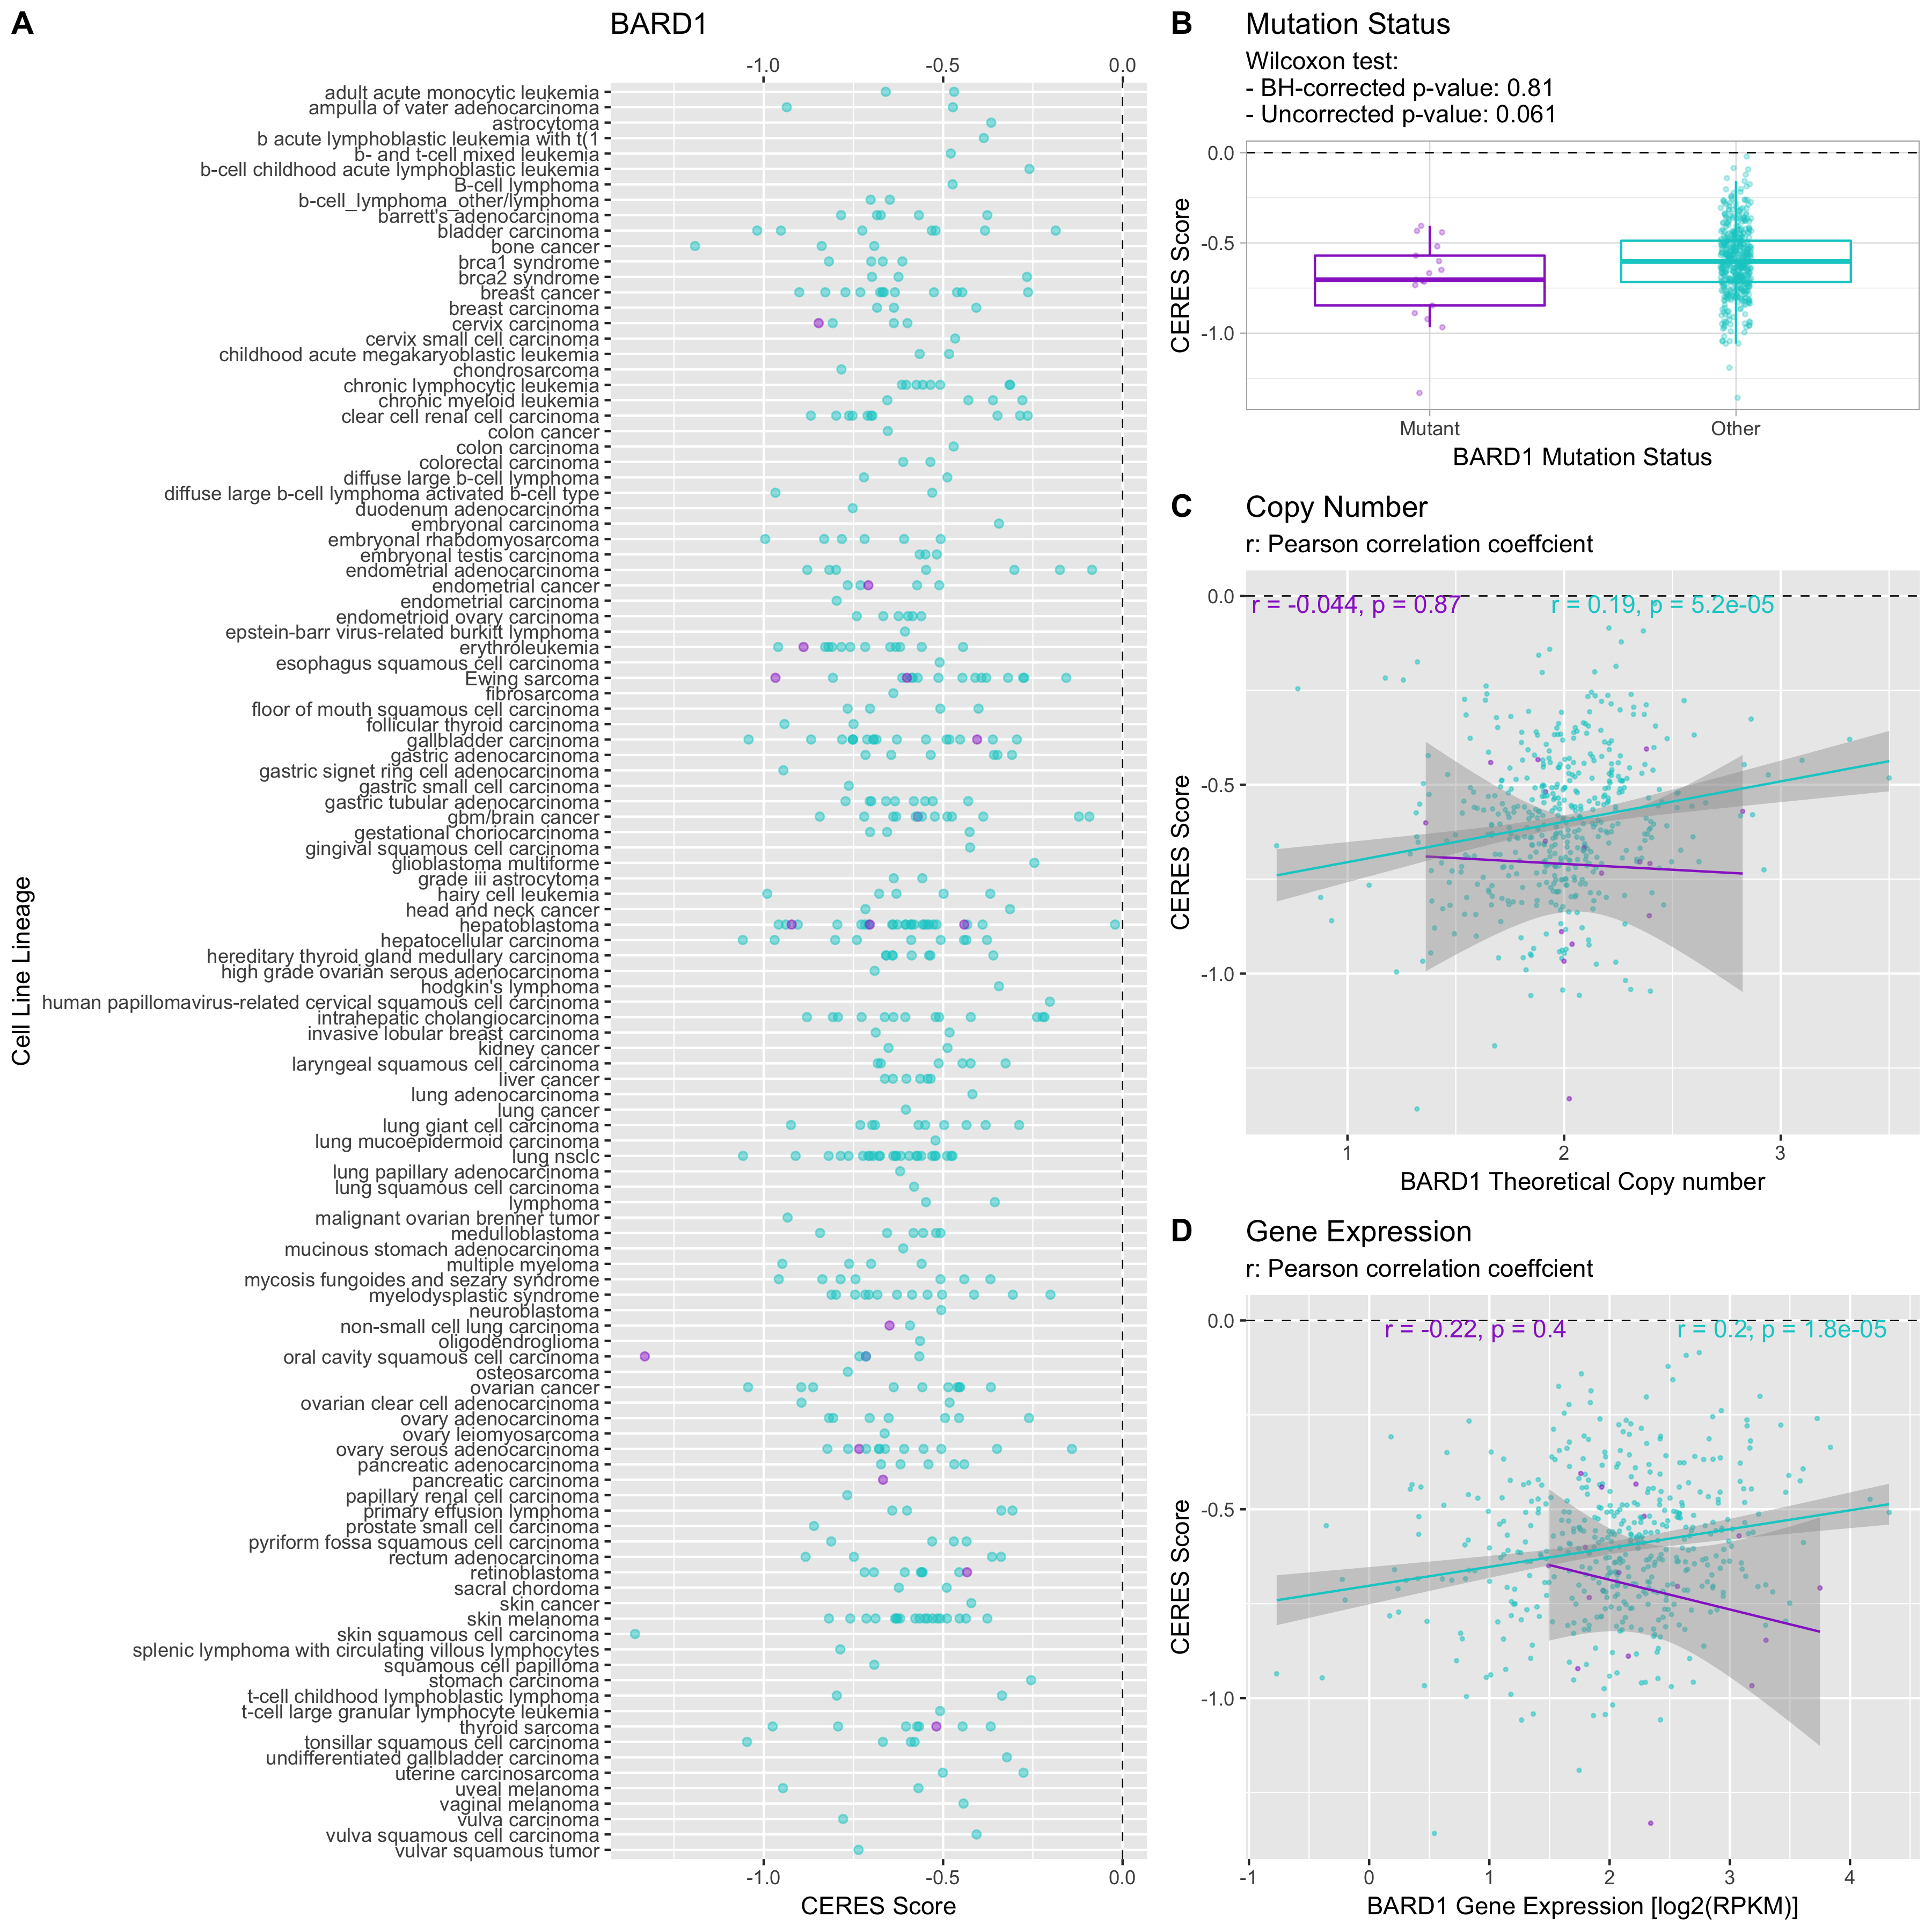 A
BARD1
-1.0
-0.5
0.0
adult acute monocytic leukemia
ampulla of vater adenocarcinoma
astrocytoma
b acute lymphoblastic leukemia with t(1
b- and t-cell mixed leukemia
b-cell childhood acute lymphoblastic leukemia
B-cell lymphoma
b-cell_lymphoma_other/lymphoma
barrett's adenocarcinoma
bladder carcinoma
bone cancer
brca1 syndrome
brca2 syndrome
breast cancer
breast carcinoma
cervix carcinoma
cervix small cell carcinoma
childhood acute megakaryoblastic leukemia
chondrosarcoma
chronic lymphocytic leukemia
chronic myeloid leukemia
clear cell renal cell carcinoma
colon cancer
colon carcinoma
colorectal carcinoma
diffuse large b-cell lymphoma
diffuse large b-cell lymphoma activated b-cell type
duodenum adenocarcinoma
embryonal carcinoma
embryonal rhabdomyosarcoma
embryonal testis carcinoma
endometrial adenocarcinoma
endometrial cancer
endometrial carcinoma
endometrioid ovary carcinoma
epstein-barr virus-related burkitt lymphoma
erythroleukemia
esophagus squamous cell carcinoma
Ewing sarcoma
fibrosarcoma
floor of mouth squamous cell carcinoma
follicular thyroid carcinoma
gallbladder carcinoma
gastric adenocarcinoma
gastric signet ring cell adenocarcinoma
gastric small cell carcinoma
gastric tubular adenocarcinoma
gbm/brain cancer
gestational choriocarcinoma
gingival squamous cell carcinoma
glioblastoma multiforme
grade iii astrocytoma
hairy cell leukemia
head and neck cancer
hepatoblastoma
hepatocellular carcinoma
hereditary thyroid gland medullary carcinoma
high grade ovarian serous adenocarcinoma
hodgkin's lymphoma
human papillomavirus-related cervical squamous cell carcinoma
intrahepatic cholangiocarcinoma
invasive lobular breast carcinoma
kidney cancer
laryngeal squamous cell carcinoma
liver cancer
lung adenocarcinoma
lung cancer
lung giant cell carcinoma
lung mucoepidermoid carcinoma
lung nsclc
lung papillary adenocarcinoma
lung squamous cell carcinoma
lymphoma
malignant ovarian brenner tumor
medulloblastoma
mucinous stomach adenocarcinoma
multiple myeloma
mycosis fungoides and sezary syndrome
myelodysplastic syndrome
neuroblastoma
non-small cell lung carcinoma
oligodendroglioma
oral cavity squamous cell carcinoma
osteosarcoma
ovarian cancer
ovarian clear cell adenocarcinoma
ovary adenocarcinoma
ovary leiomyosarcoma
ovary serous adenocarcinoma
pancreatic adenocarcinoma
pancreatic carcinoma
papillary renal cell carcinoma
primary effusion lymphoma
prostate small cell carcinoma
pyriform fossa squamous cell carcinoma
rectum adenocarcinoma
retinoblastoma
sacral chordoma
skin cancer
skin melanoma
skin squamous cell carcinoma
splenic lymphoma with circulating villous lymphocytes
squamous cell papilloma
stomach carcinoma
t-cell childhood lymphoblastic lymphoma
t-cell large granular lymphocyte leukemia
thyroid sarcoma
tonsillar squamous cell carcinoma
undifferentiated gallbladder carcinoma
uterine carcinosarcoma
uveal melanoma
vaginal melanoma
vulva carcinoma
vulva squamous cell carcinoma
vulvar squamous tumor
-1.0
-0.5
0.0
CERES Score
Cell Line Lineage
B
Mutation Status
Wilcoxon test:
- BH-corrected p-value: 0.81
- Uncorrected p-value: 0.061
0.0
-0.5
-1.0
CERES Score
Mutant
Other
BARD1 Mutation Status
C
Copy Number
r: Pearson correlation coeffcient
r = -0.044, p = 0.87
r = 0.19, p = 5.2e-05
0.0
-0.5
-1.0
CERES Score
1
2
3
BARD1 Theoretical Copy number
D
Gene Expression
r: Pearson correlation coeffcient
r = -0.22, p = 0.4
r = 0.2, p = 1.8e-05
0.0
-0.5
-1.0
CERES Score
-1
0
1
2
3
4
BARD1 Gene Expression [log2(RPKM)]